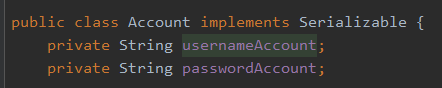 public class Account implements Serializable {
private String usernameAccount;
private String passwordAccount;